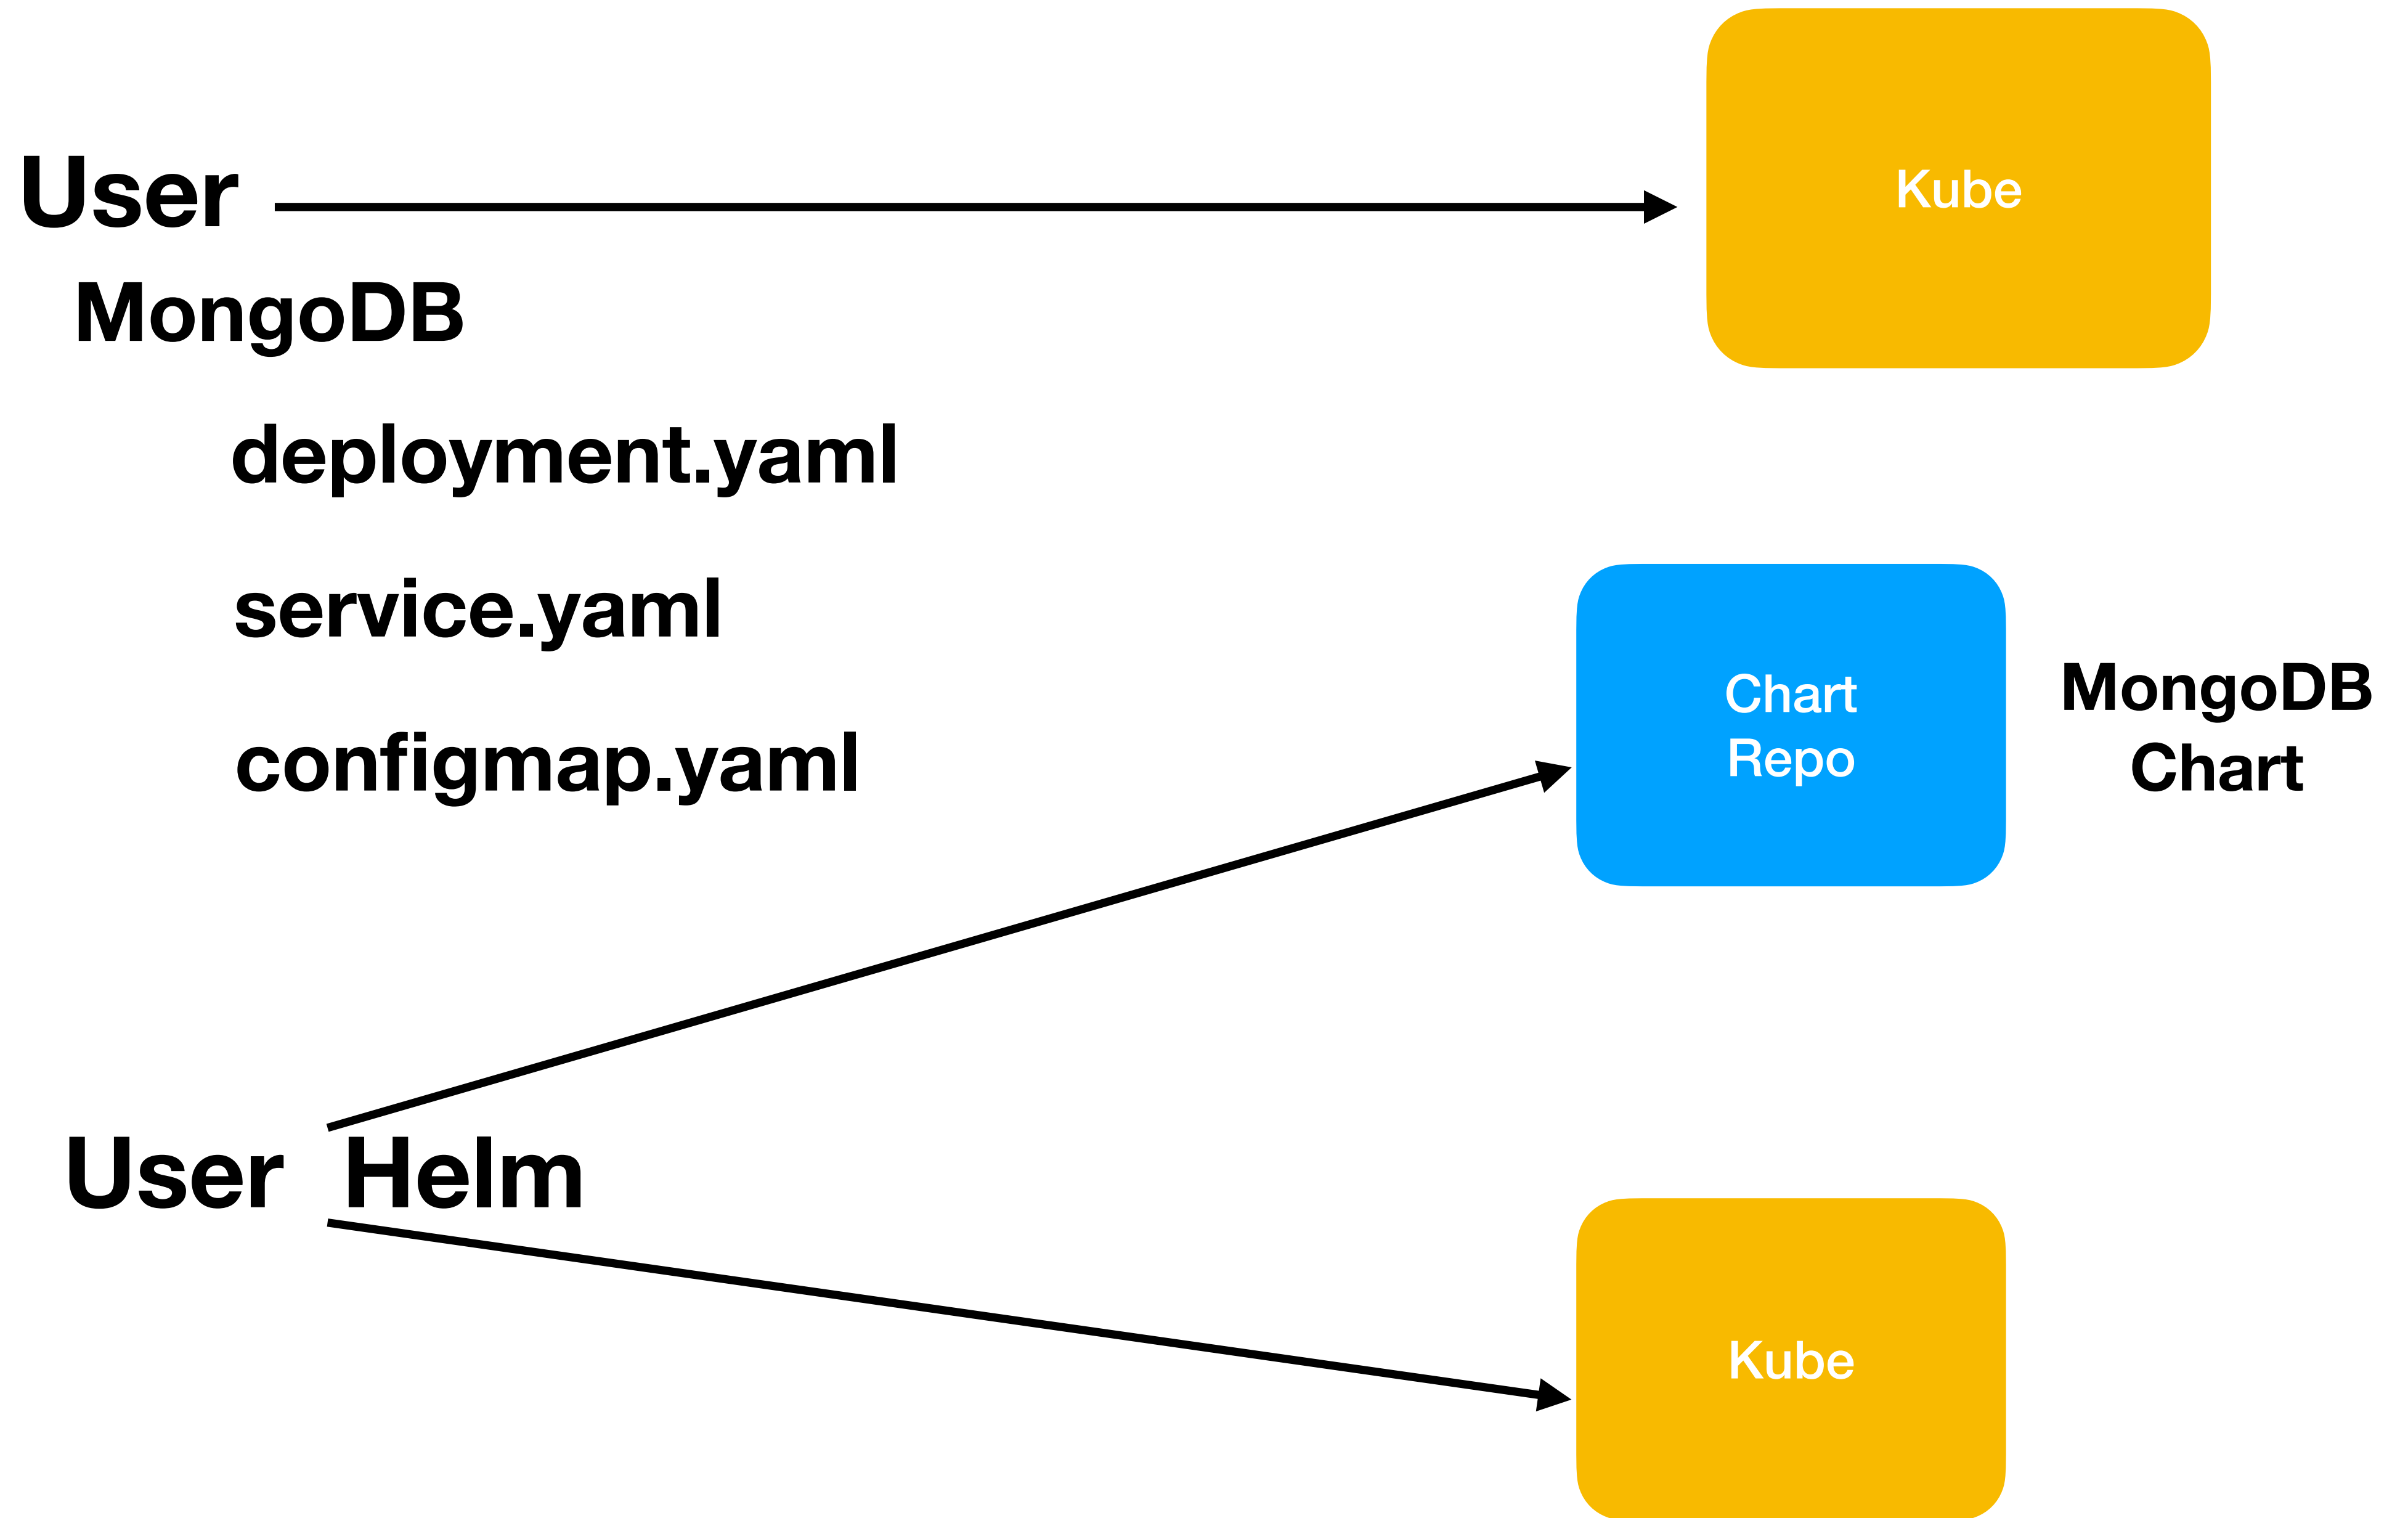 User
Kube
MongoDB
deployment.yaml
service.yaml
configmap.yaml
Chart
Repo
MongoDB
Chart
User Helm
Kube